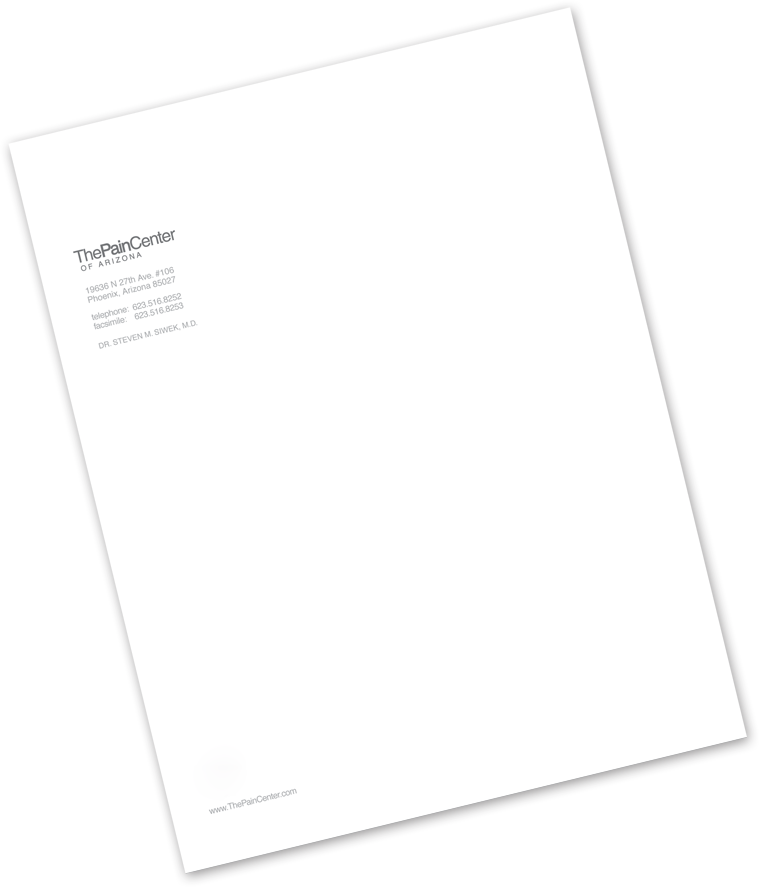 ThePainCenter
OF ARIZONA
19636 N 27th Ave. #106
Phoenix, Arizona 85027
telephone: 623.516.8252
facsimile: 623.516.8253
DR. STEVEN M. SIWEK, M.D.
www.ThePainCenter.com